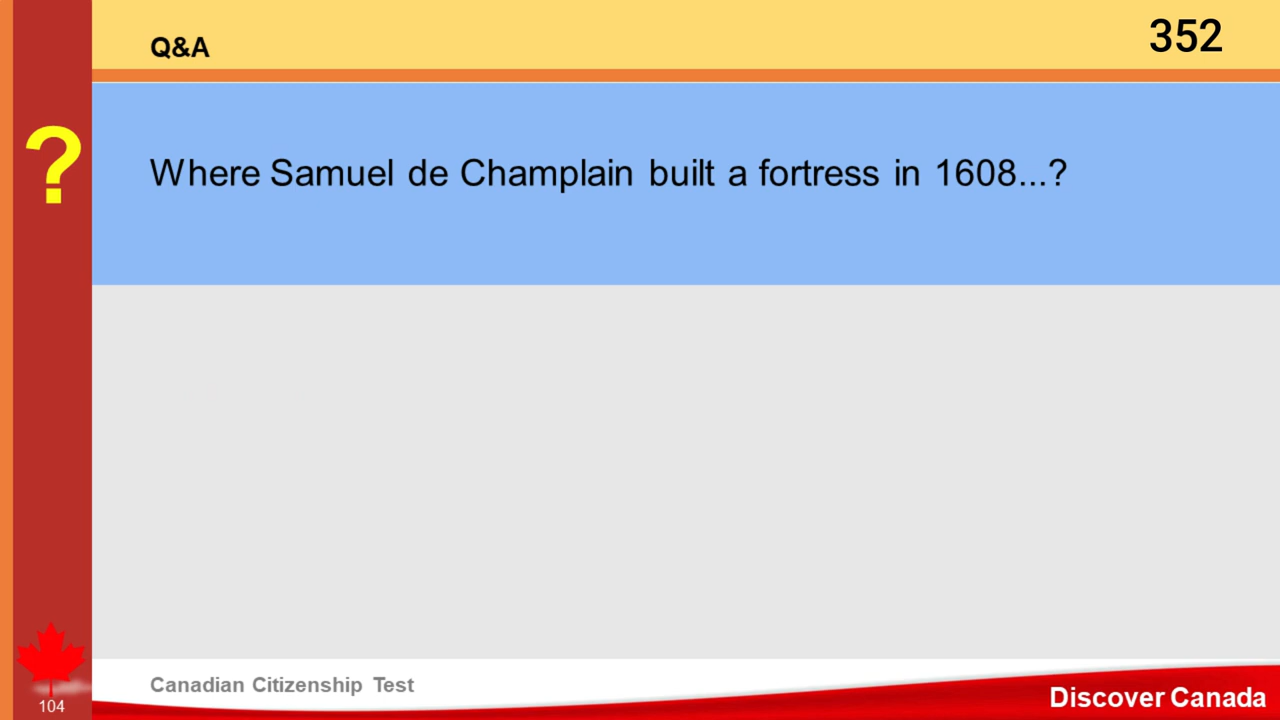 Q&A
352
?
Where Samuel de Champlain built a fortress in 1608...?
Canadian Citizenship Test
104
Discover Canada